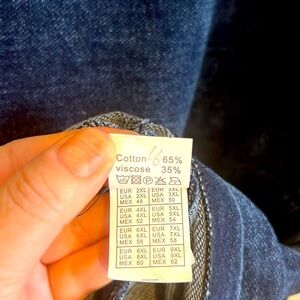 Cotton 65%
viscose 35%
EUR 2XL EUR 3XL
USA 2XL USA 3XL
MEX 48 MEX 50
EUR 4XL EUR 5XL
USA 4XL USA 5XL
MEX 52 MEX 54
EUR 6XL EUR 7XL
USA 6XL USA 7XL
MEX 56 MEX 58
EUR 8XL EUR 9XL
USA 8XL USA 9XL
MEX 60 MEX 62